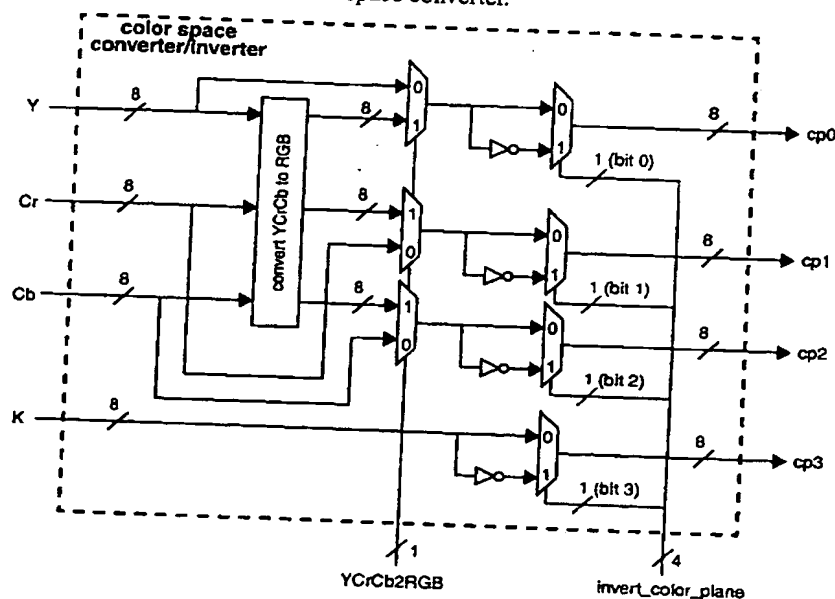 space converter.
color space
converter/inverter
Y
8
8
0
1
0
1
8
cp0
1 (bit 0)
Cr
8
convert YCrCb to RGB
8
1
0
0
1
8
cp1
1 (bit 1)
Cb
8
8
1
0
0
1
8
cp2
1 (bit 2)
K
8
0
1
8
cp3
1 (bit 3)
1
YCrCb2RGB
4
invert_color_plane